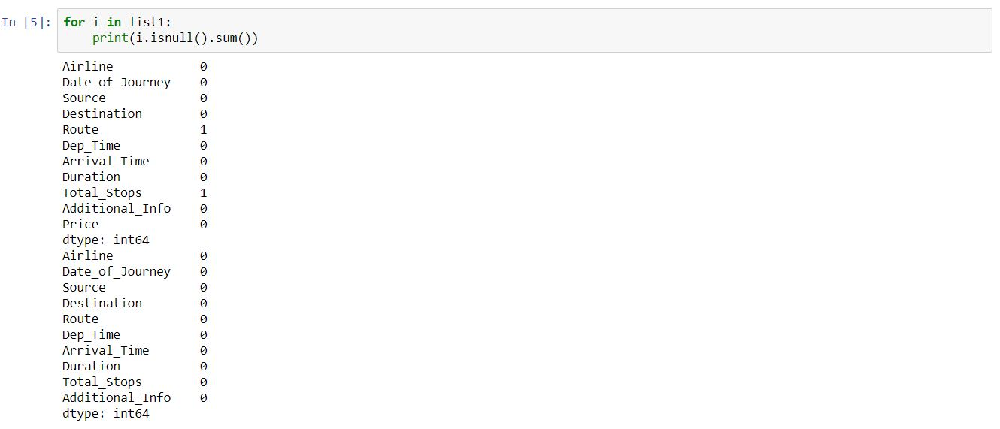 In [5]: for i in list1:
print(i.isnull().sum())
Airline 0
Date_of_Journey 0
Source 0
Destination 0
Route 1
Dep_Time 0
Arrival_Time 0
Duration 0
Total_Stops 1
Additional_Info 0
Price 0
dtype: int64
Airline 0
Date_of_Journey 0
Source 0
Destination 0
Route 0
Dep_Time 0
Arrival_Time 0
Duration 0
Total_Stops 0
Additional_Info 0
dtype: int64